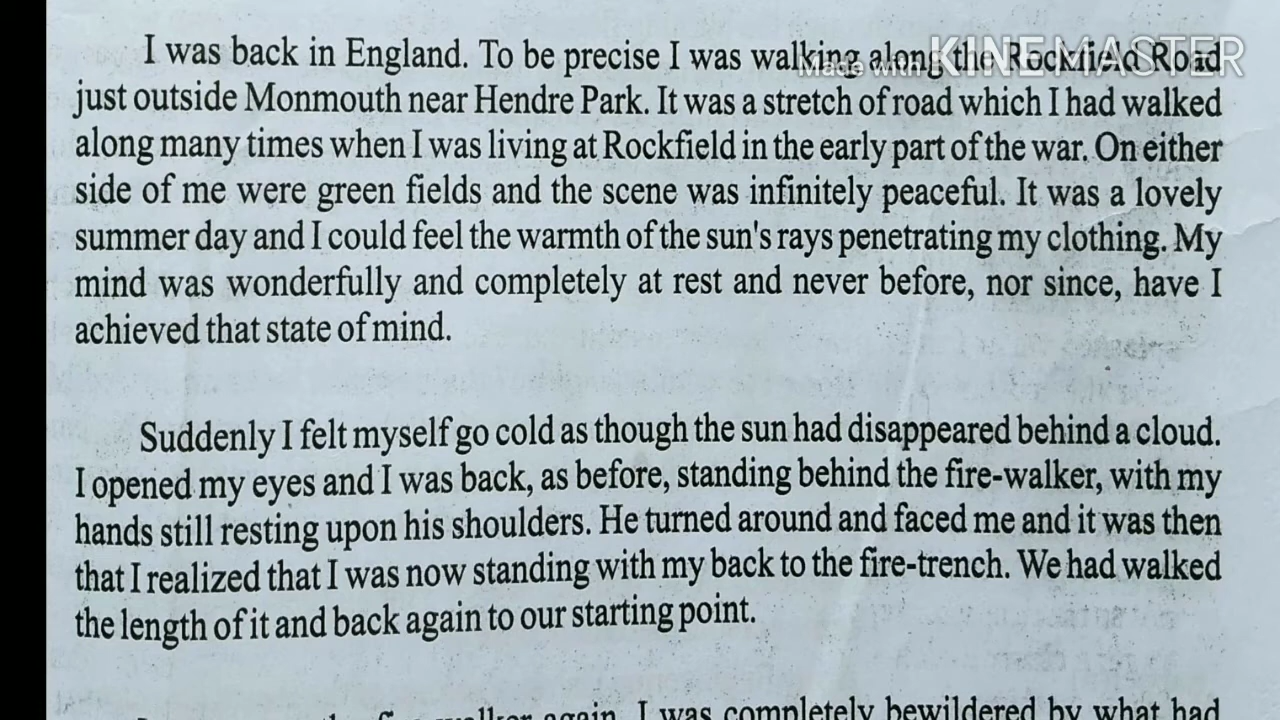 I was back in England. To be precise I was walking along the Rockfield Road
Made with KINEMASTER
just outside Monmouth near Hendre Park. It was a stretch of road which I had walked
along many times when I was living at Rockfield in the early part of the war. On either
side of me were green fields and the scene was infinitely peaceful. It was a lovely
summer day and I could feel the warmth of the sun's rays penetrating my clothing. My
mind was wonderfully and completely at rest and never before, nor since, have I
achieved that state of mind.
Suddenly I felt myself go cold as though the sun had disappeared behind a cloud.
I opened my eyes and I was back, as before, standing behind the fire-walker, with my
hands still resting upon his shoulders. He turned around and faced me and it was then
that I realized that I was now standing with my back to the fire-trench. We had walked
the length of it and back again to our starting point.
again. I was completely bewildered by what had